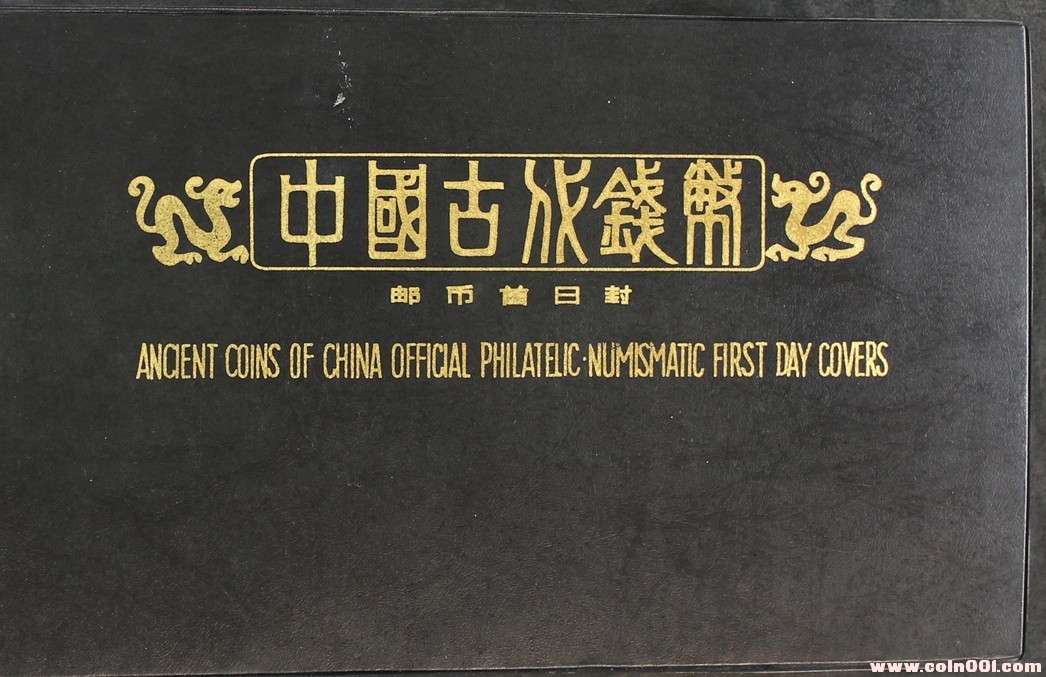 中國古代錢幣
邮币首日封
ANCIENT COINS OF CHINA OFFICIAL PHILATELIC·NUMISMATIC FIRST DAY COVERS
www.coin001.com